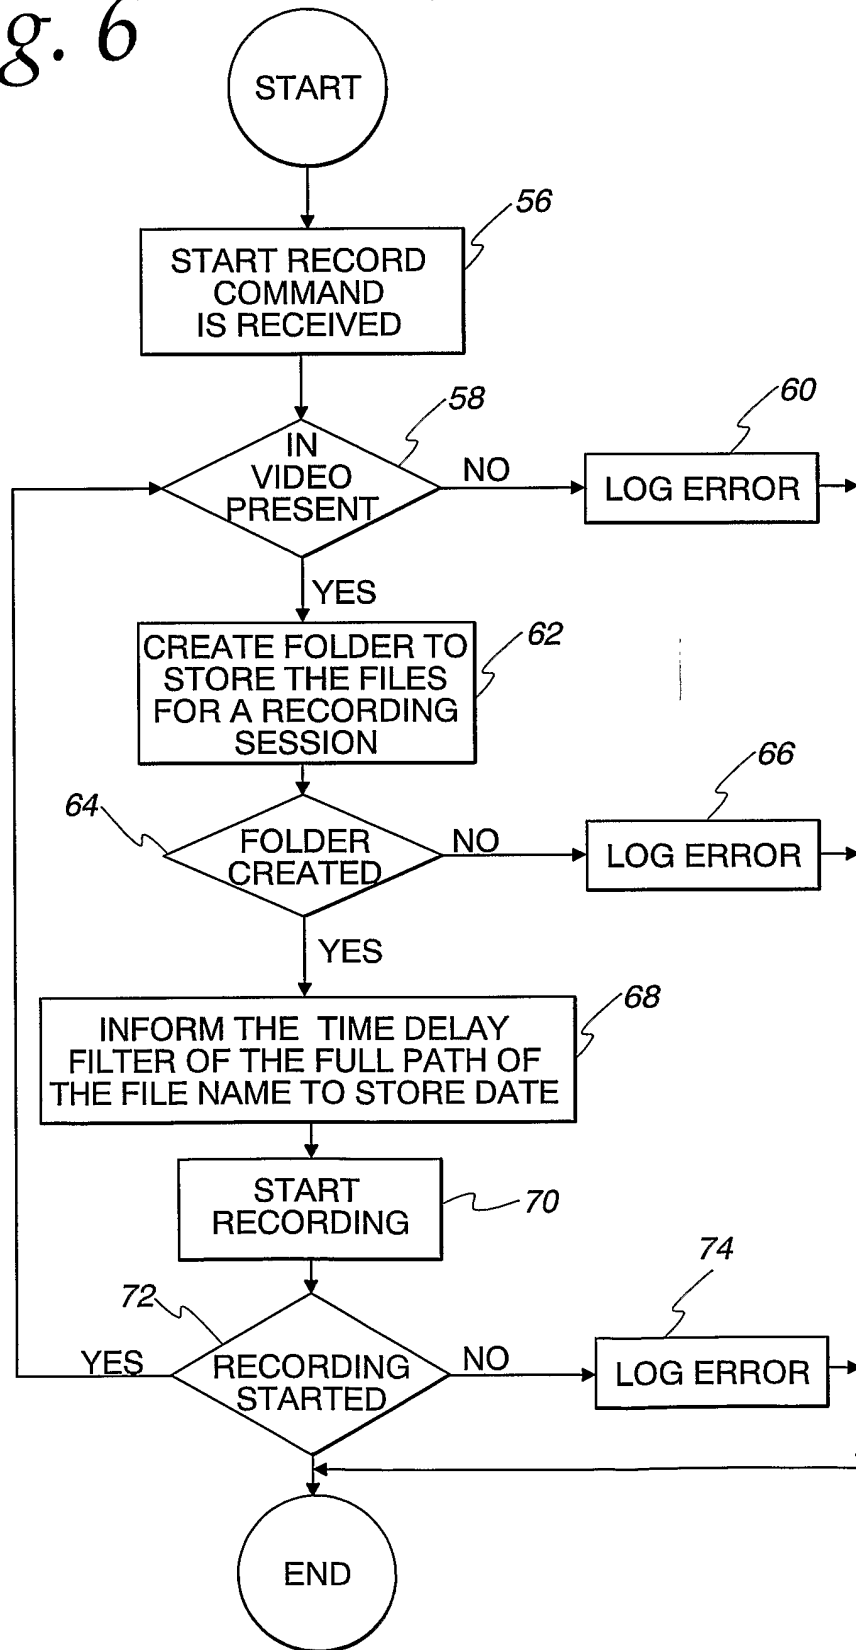 g. 6
START
56
START RECORD
COMMAND
IS RECEIVED
58
IN
VIDEO
PRESENT
NO
60
LOG ERROR
YES
62
CREATE FOLDER TO
STORE THE FILES
FOR A RECORDING
SESSION
64
FOLDER
CREATED
NO
66
LOG ERROR
YES
68
INFORM THE TIME DELAY
FILTER OF THE FULL PATH OF
THE FILE NAME TO STORE DATE
START
RECORDING
70
72
YES
RECORDING
STARTED
NO
74
LOG ERROR
END